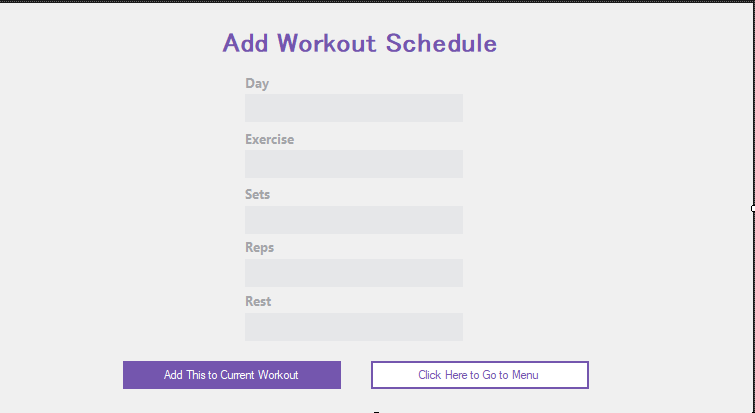 Add Workout Schedule
Day
Exercise
Sets
Reps
Rest
Add This to Current Workout
Click Here to Go to Menu